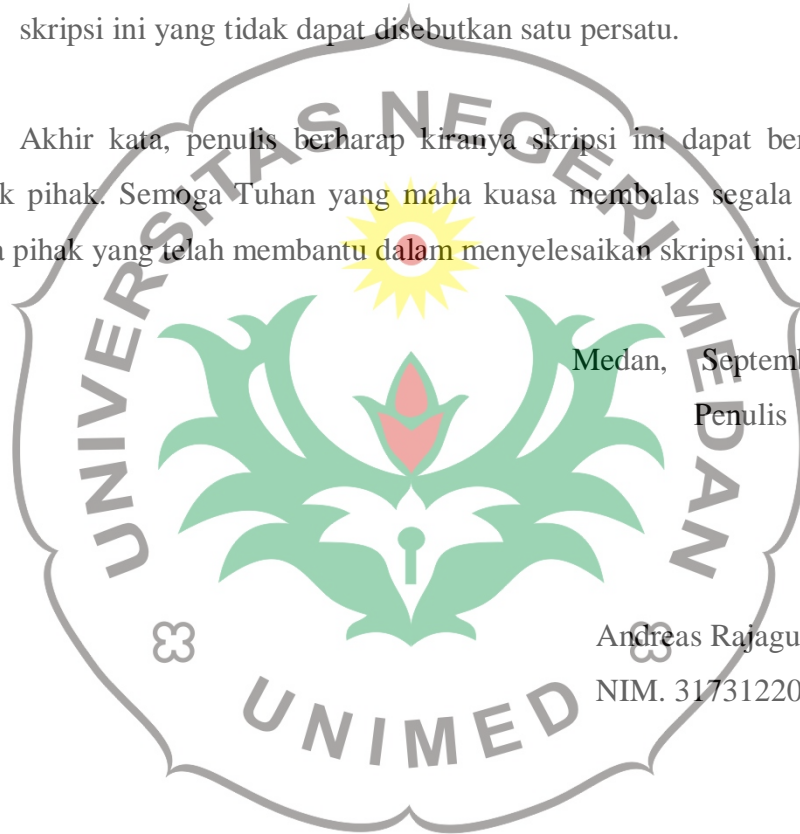 skripsi ini yang tidak dapat disebutkan satu persatu.
Akhir kata, penulis berharap kiranya skripsi ini dapat ber
k pihak. Semoga Tuhan yang maha kuasa membalas segala
a pihak yang telah membantu dalam menyelesaikan skripsi ini.
Medan, Septemb
Penulis
Andreas Rajagu
NIM. 31731220
UNIVERSITAS NEGERI MEDAN
UNIMED